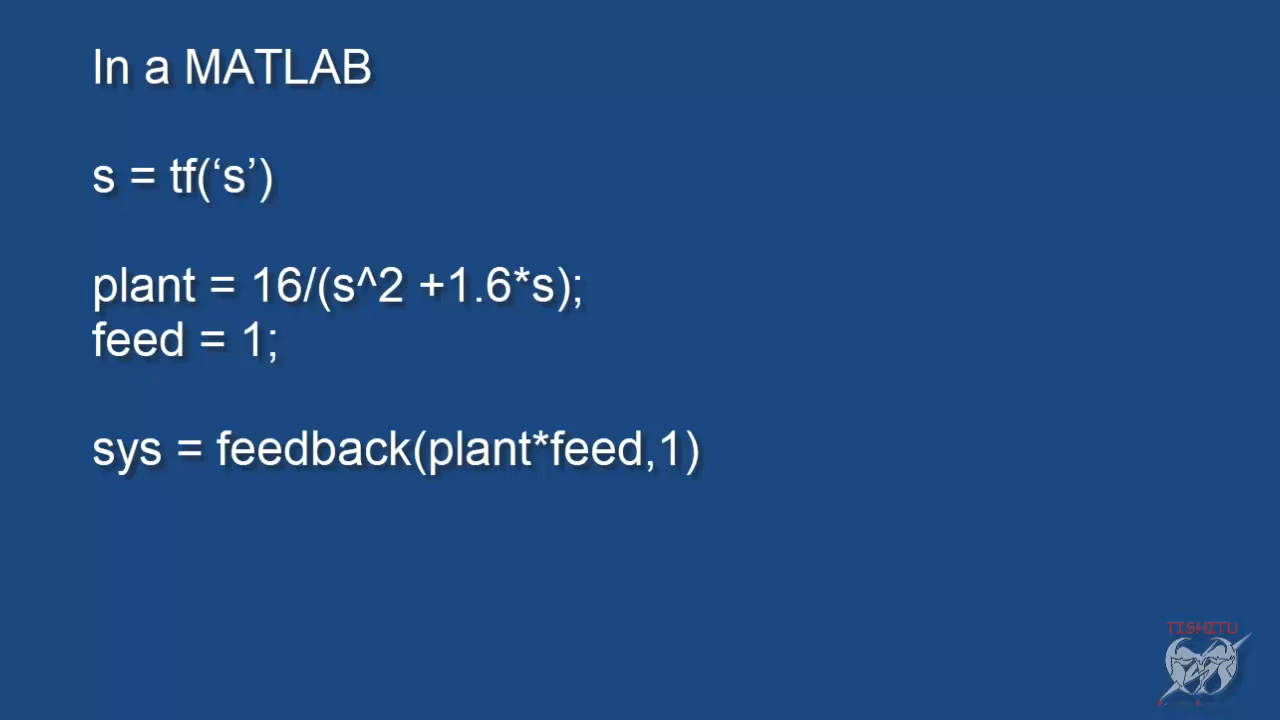 In a MATLAB
s = tf(‘s’)
plant = 16/(s^2 +1.6*s);
feed = 1;
sys = feedback(plant*feed,1)
TISHITU